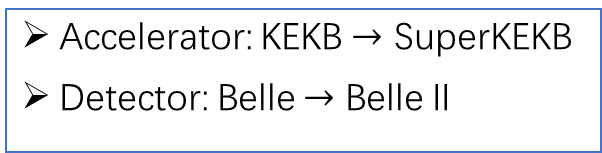 ➢ Accelerator: KEKB → SuperKEKB
➢ Detector: Belle → Belle II